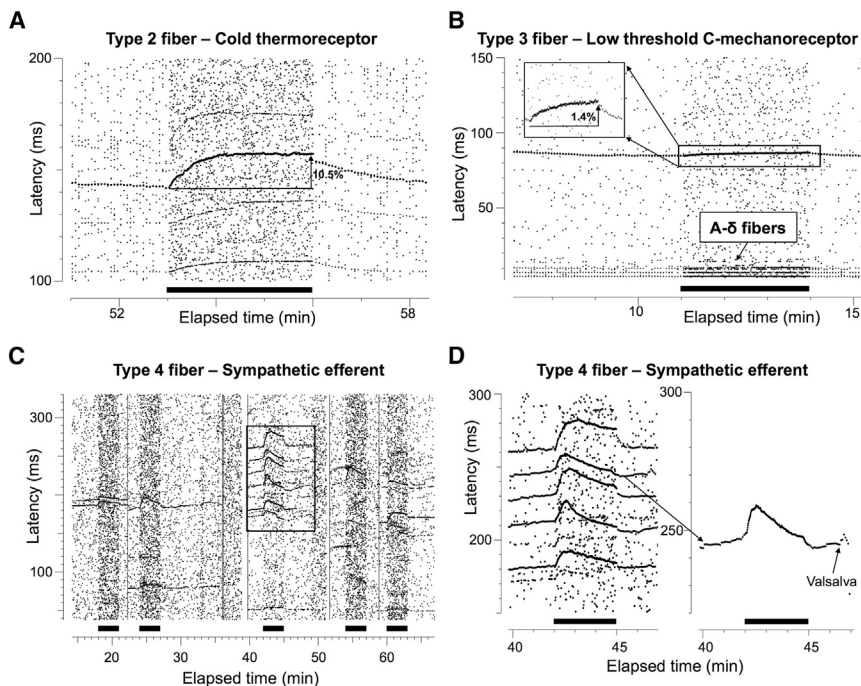 A
Type 2 fiber – Cold thermoreceptor
200
Latency (ms)
10.5%
100
52
58
Elapsed time (min)
B
Type 3 fiber – Low threshold C-mechanoreceptor
150
1.4%
100
Latency (ms)
50
A-δ fibers
10
15
Elapsed time (min)
C
Type 4 fiber – Sympathetic efferent
330
Latency (ms)
100
20
30
40
50
60
Elapsed time (min)
D
Type 4 fiber – Sympathetic efferent
300
Latency (ms)
200
40
45
300
250
Valsalva
40
45
Elapsed time (min)